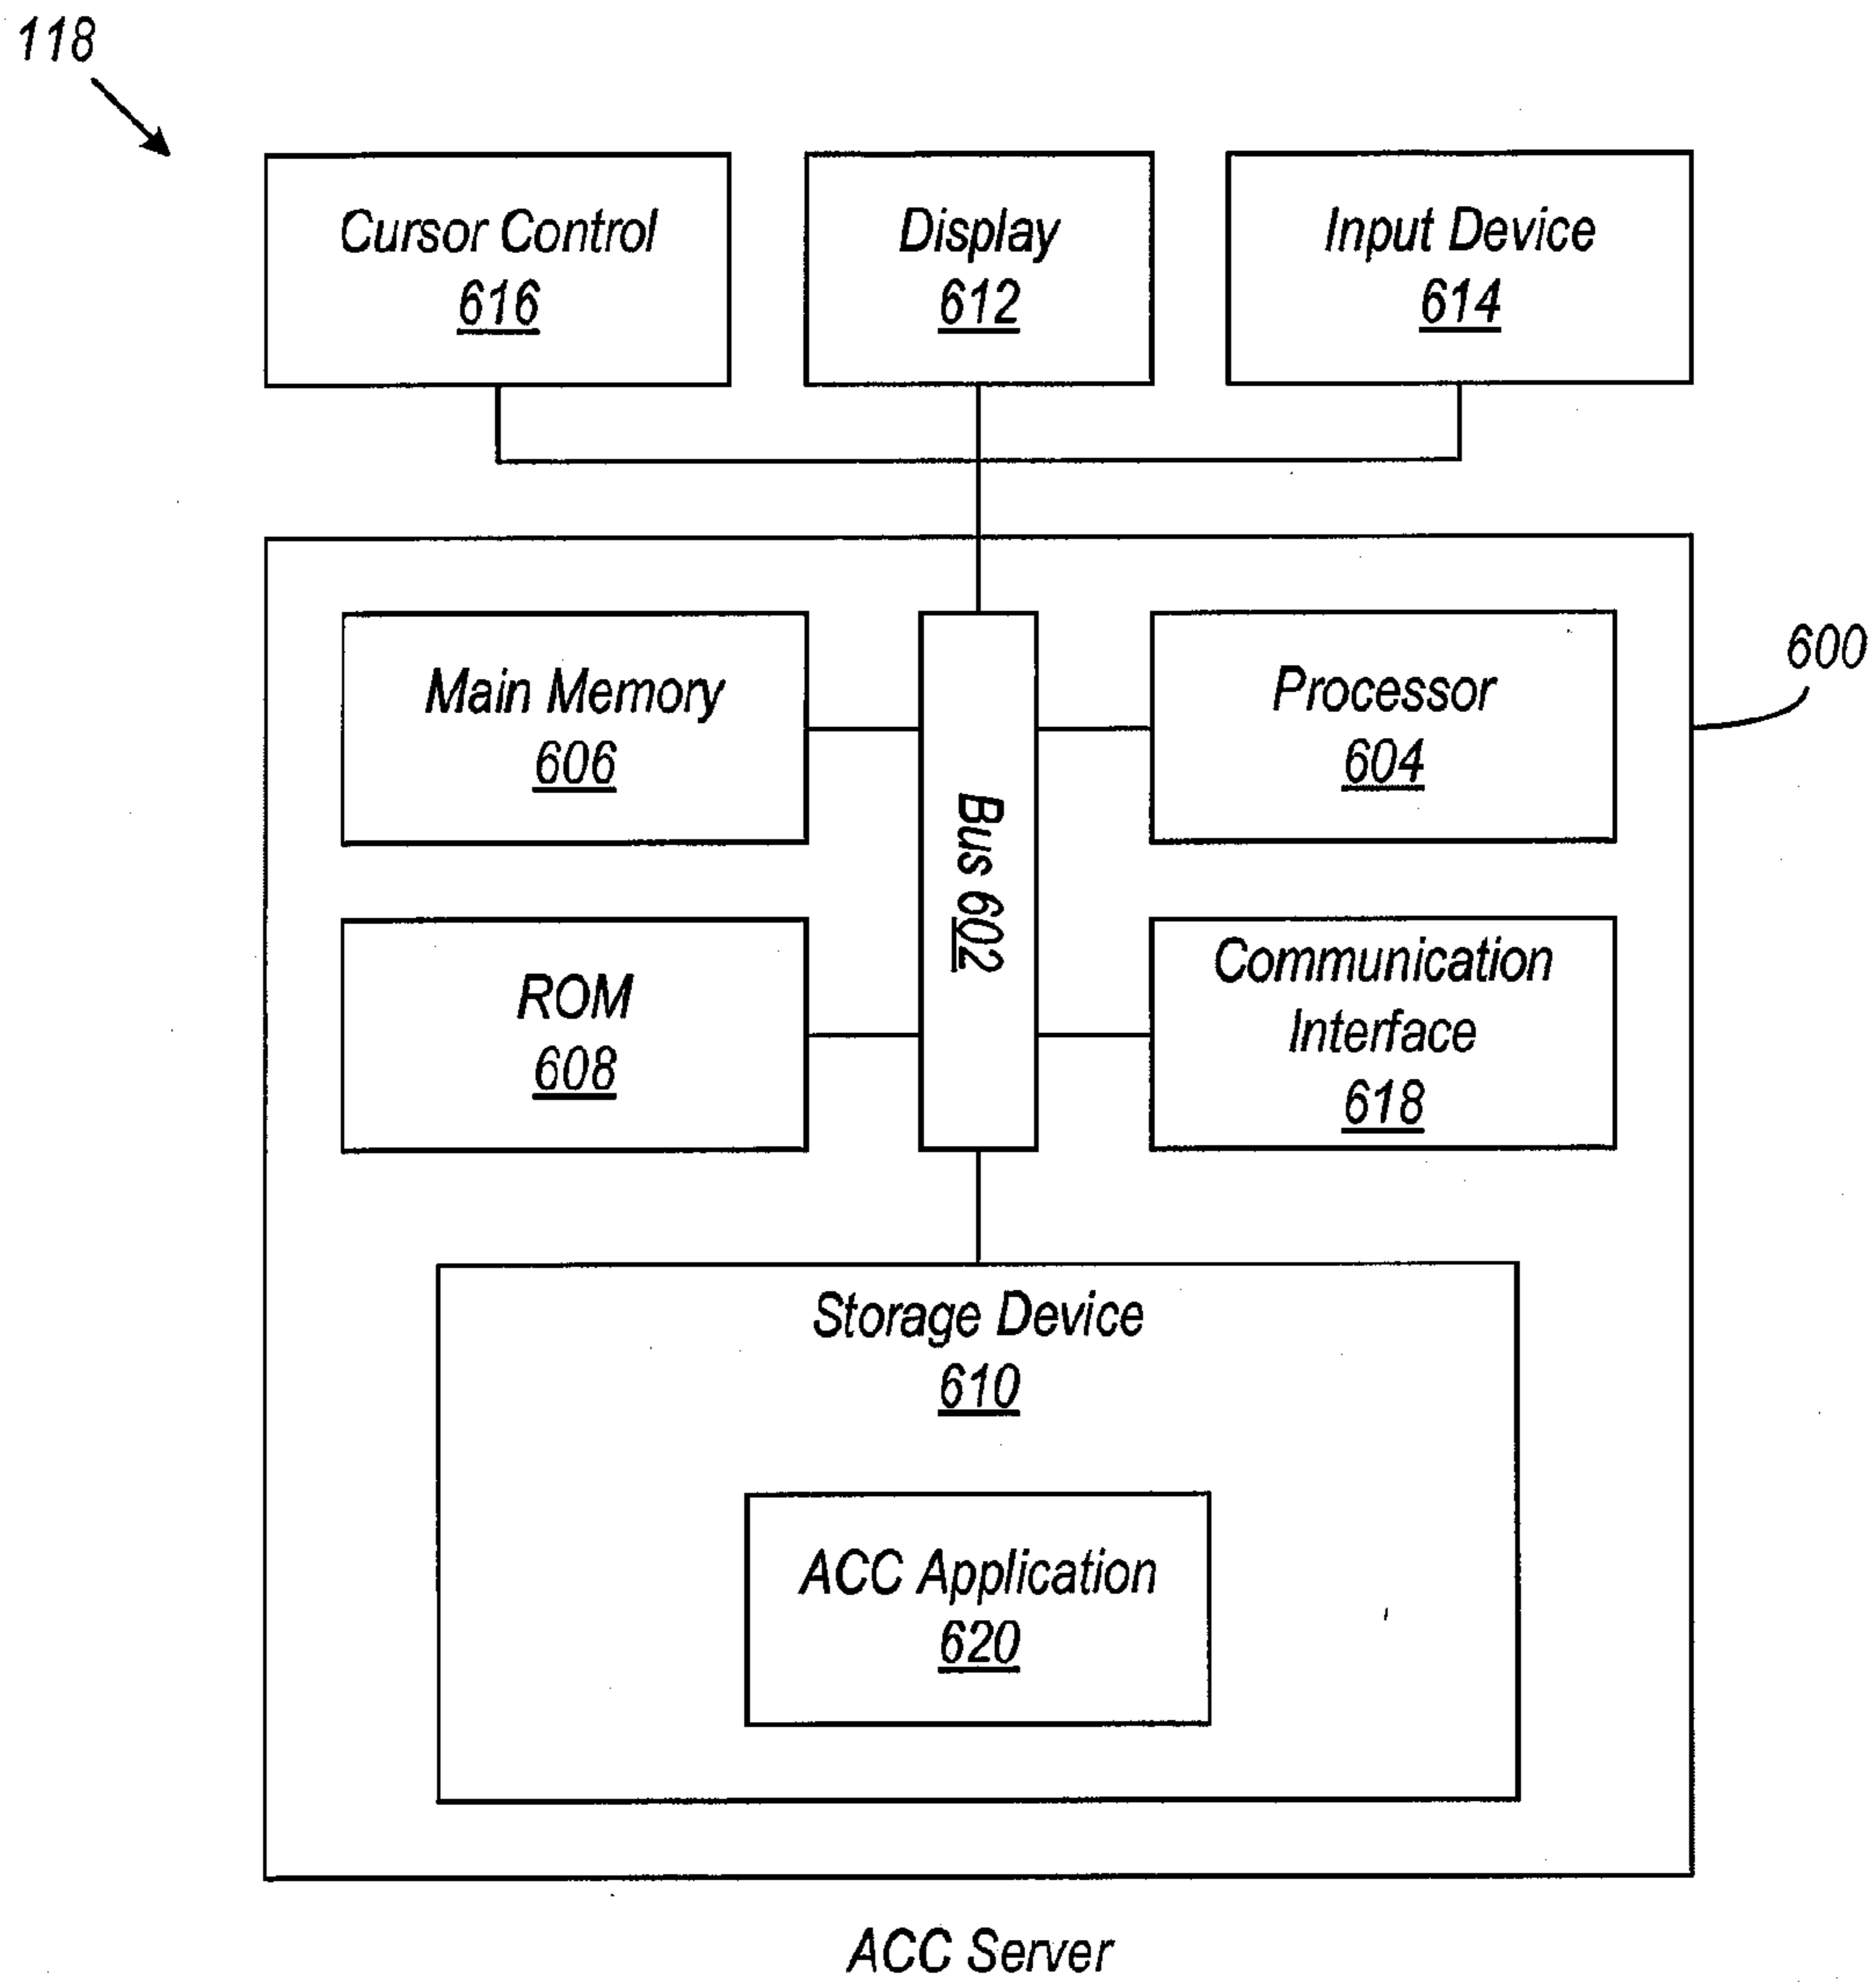 118
Cursor Control
616
Display
612
Input Device
614
Main Memory
606
Processor
604
600
Bus 602
ROM
608
Communication
Interface
618
Storage Device
610
ACC Application
620
ACC Server